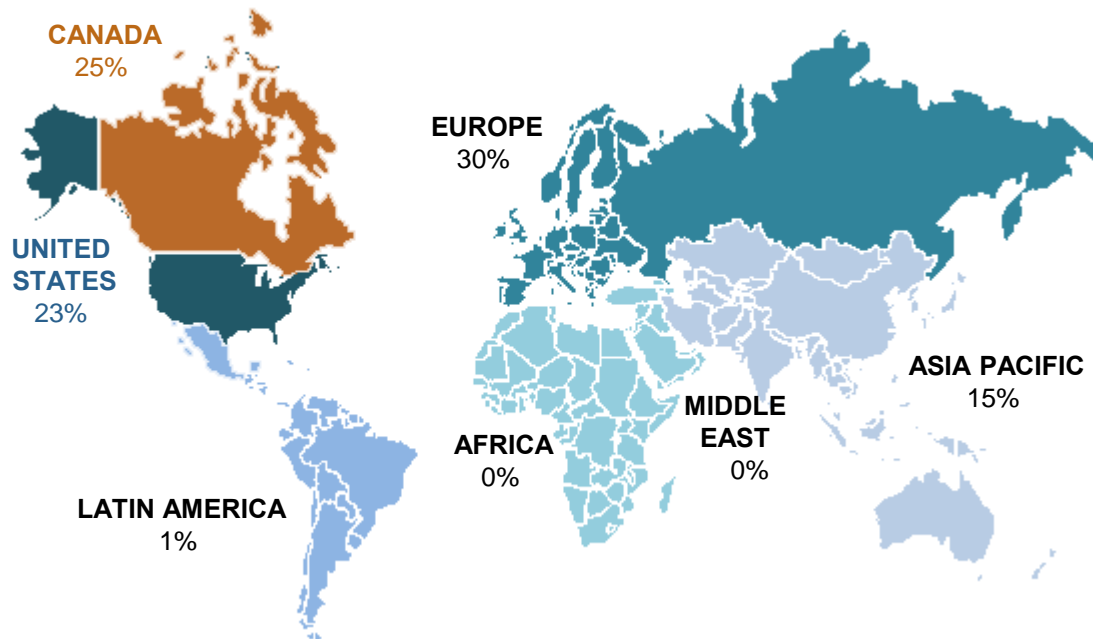 CANADA
25%
EUROPE
30%
UNITED
STATES
23%
ASIA PACIFIC
15%
MIDDLE
EAST
0%
AFRICA
0%
LATIN AMERICA
1%